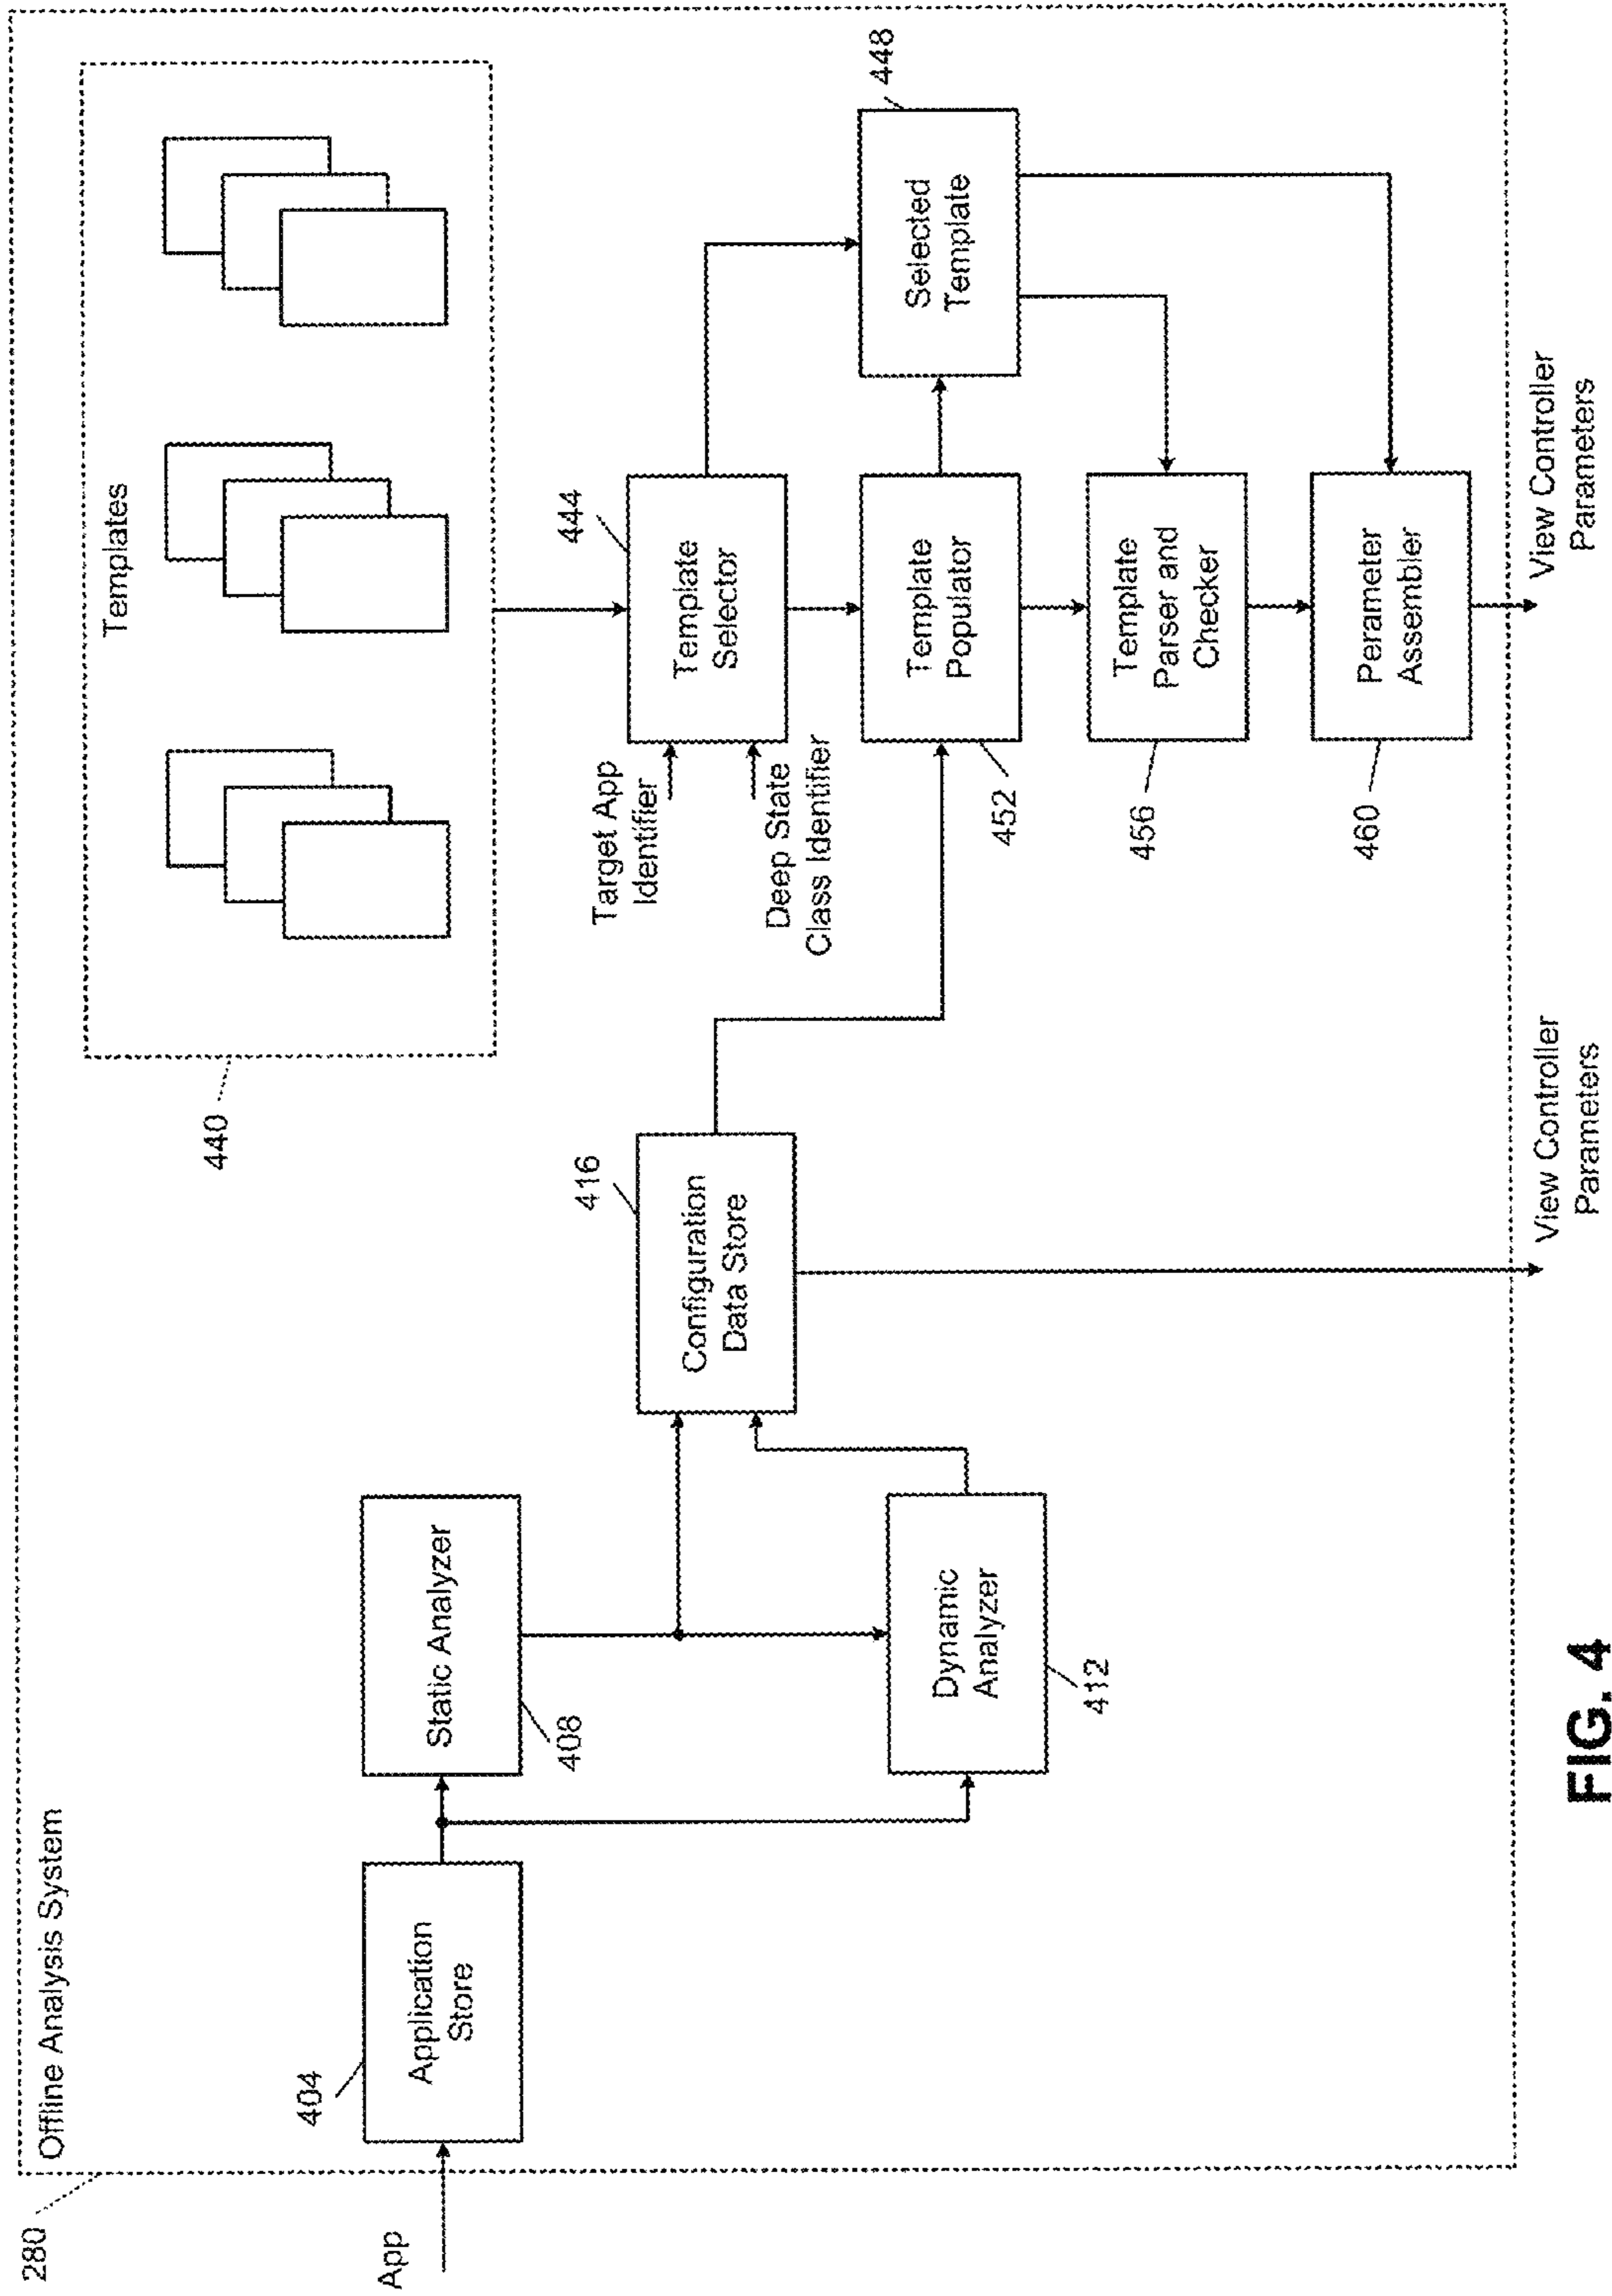 280
Offline Analysis System
App
404
Application
Store
Static Analyzer
408
Dynamic
Analyzer
412
416
Configuration
Data Store
View Controller
Parameters
440
Templates
Target App
Identifier
Deep State
Class Identifier
444
Template
Selector
448
Selected
Template
Template
Populator
452
Template
Parser and
Checker
456
Perameter
Assembler
460
View Controller
Parameters
FIG. 4